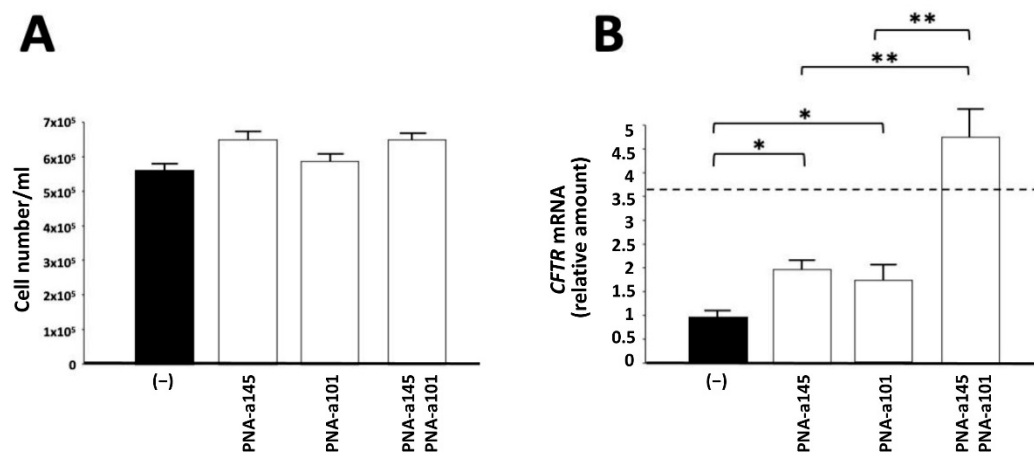 A
Cell number/ml
7x10⁵
6x10⁵
5x10⁵
4x10⁵
3x10⁵
2x10⁵
1x10⁵
0
(−)
PNA-a145
PNA-a101
PNA-a145
PNA-a101
B
**
**
*
*
CFTR mRNA
(relative amount)
5
4.5
4
3.5
2.5
2
1.5
1
0.5
0
(−)
PNA-a145
PNA-a101
PNA-a145
PNA-a101